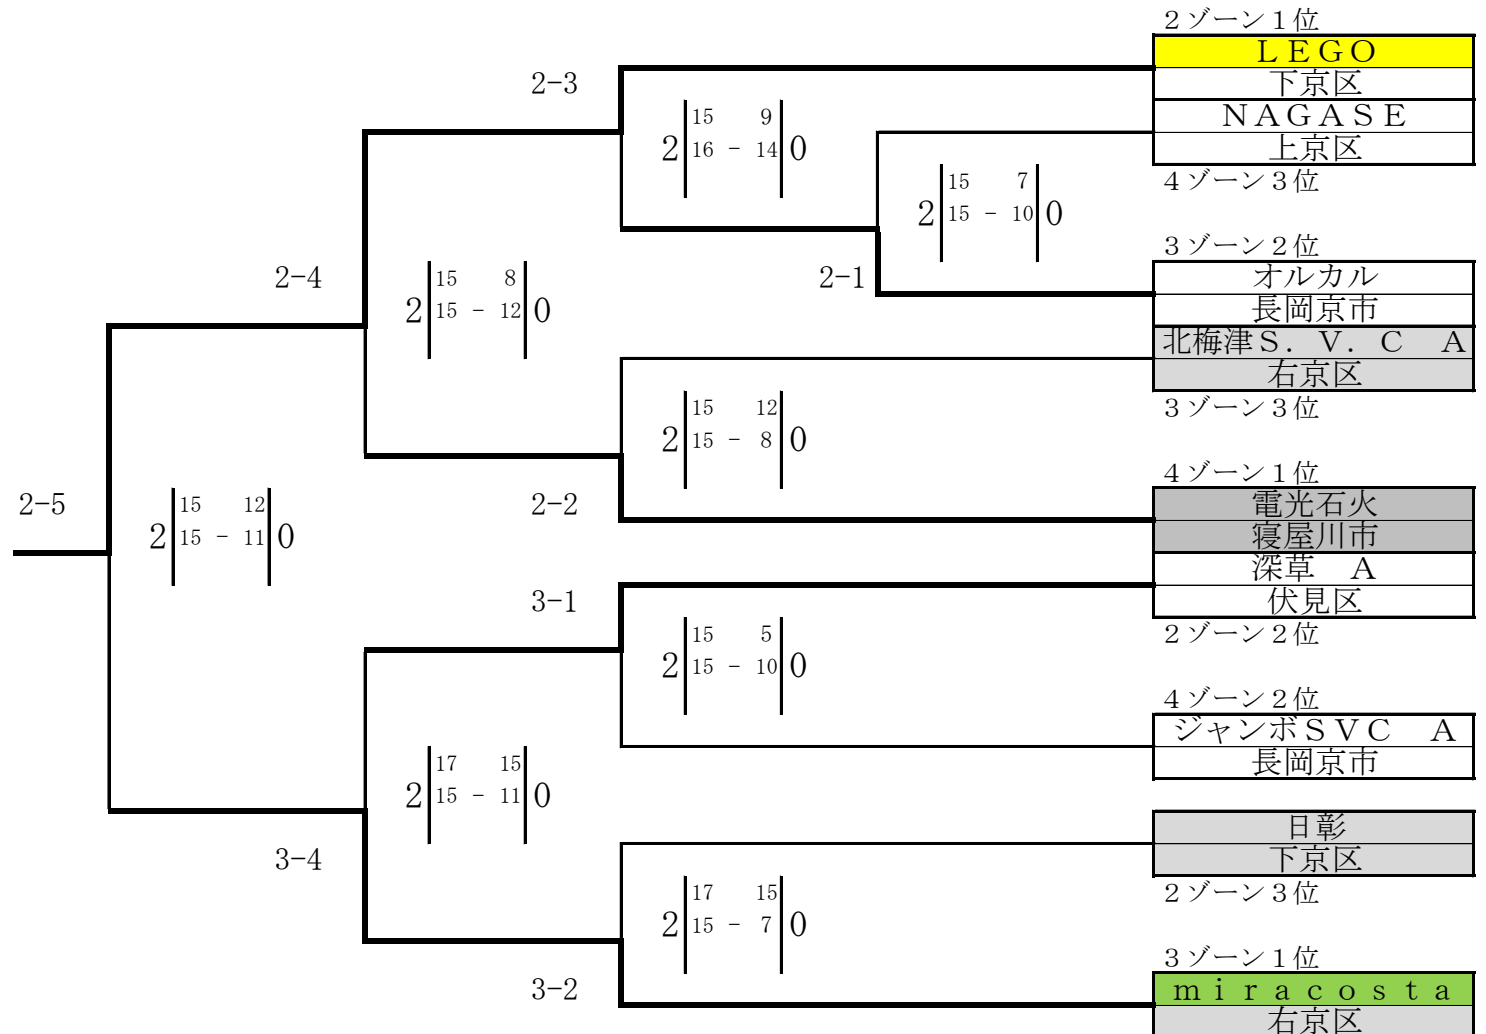 ２ゾーン１位
ＬＥＧＯ
下京区
ＮＡＧＡＳＥ
上京区
４ゾーン３位
３ゾーン２位
オルカル
長岡京市
北梅津Ｓ．Ｖ．Ｃ　Ａ
右京区
３ゾーン３位
４ゾーン１位
電光石火
寝屋川市
深草　Ａ
伏見区
２ゾーン２位
４ゾーン２位
ジャンボＳＶＣ　Ａ
長岡京市
日彰
下京区
２ゾーン３位
３ゾーン１位
ｍｉｒａｃｏｓｔａ
右京区
2-3
15 9
2 16 - 14 0
2-1
15 7
2 15 - 10 0
2-4
15 8
2 15 - 12 0
2-2
15 12
2 15 - 8 0
2-5
15 12
2 15 - 11 0
3-1
15 5
2 15 - 10 0
3-4
17 15
2 15 - 11 0
3-2
17 15
2 15 - 7 0